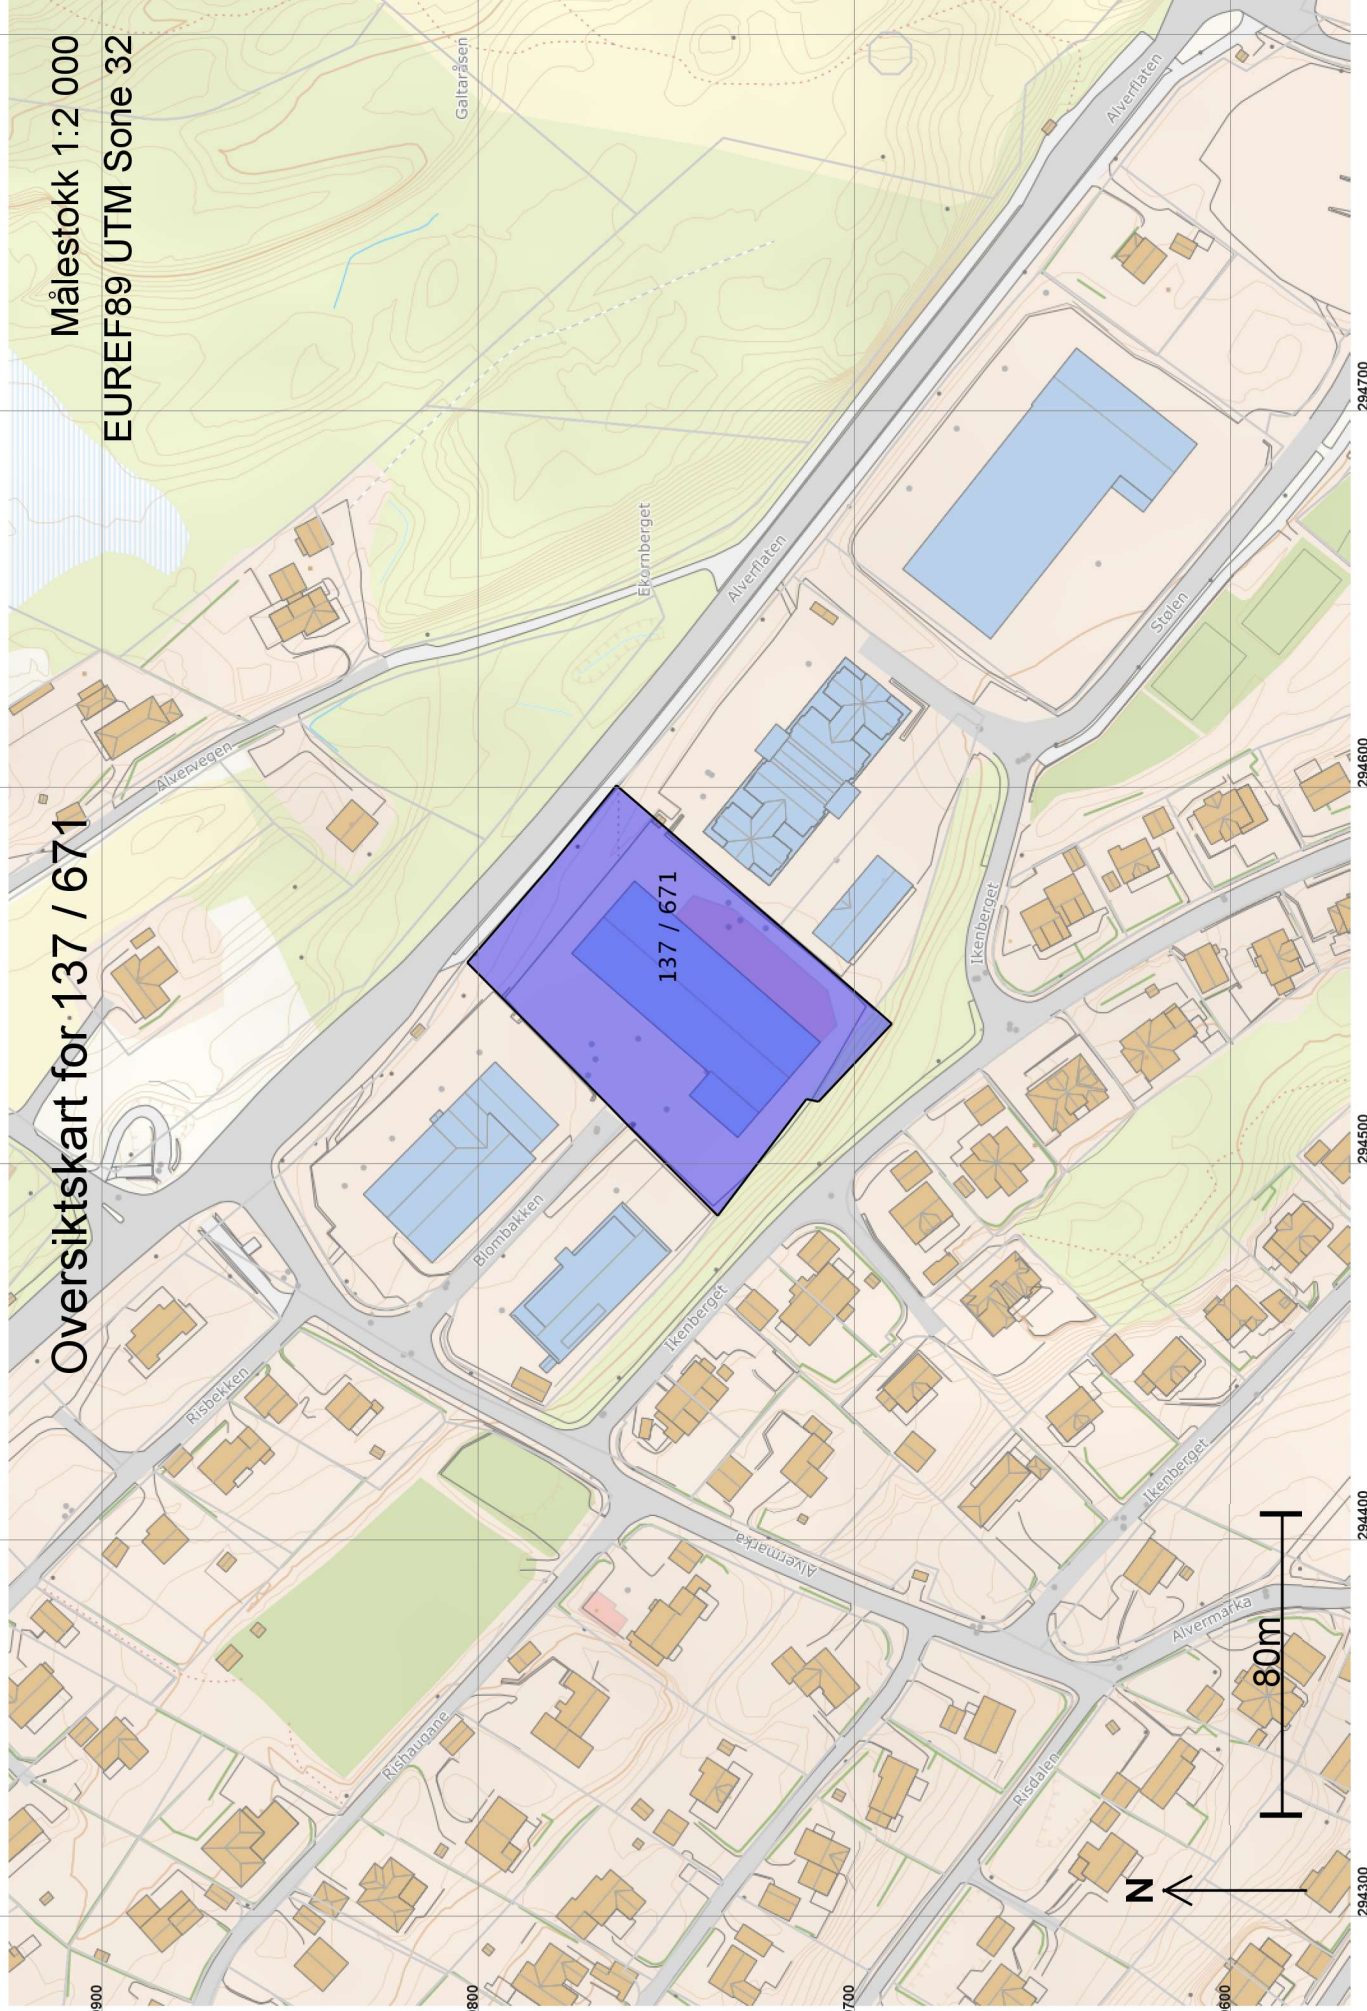 Oversiktskart for 137 / 671
Målestokk 1:2 000
EUREF89 UTM Sone 32
Galtaråsen
Alverflaten
Ekornberget
Alverflaten
Alvervegen
Stølen
137 / 671
Ikenberget
Blombakken
Ikenberget
Risbekken
Ikenberget
Alvermarka
Alvermarka
Rishaugane
Risdalen
80m
N
294700
294600
294500
294400
294300
900
800
700
600